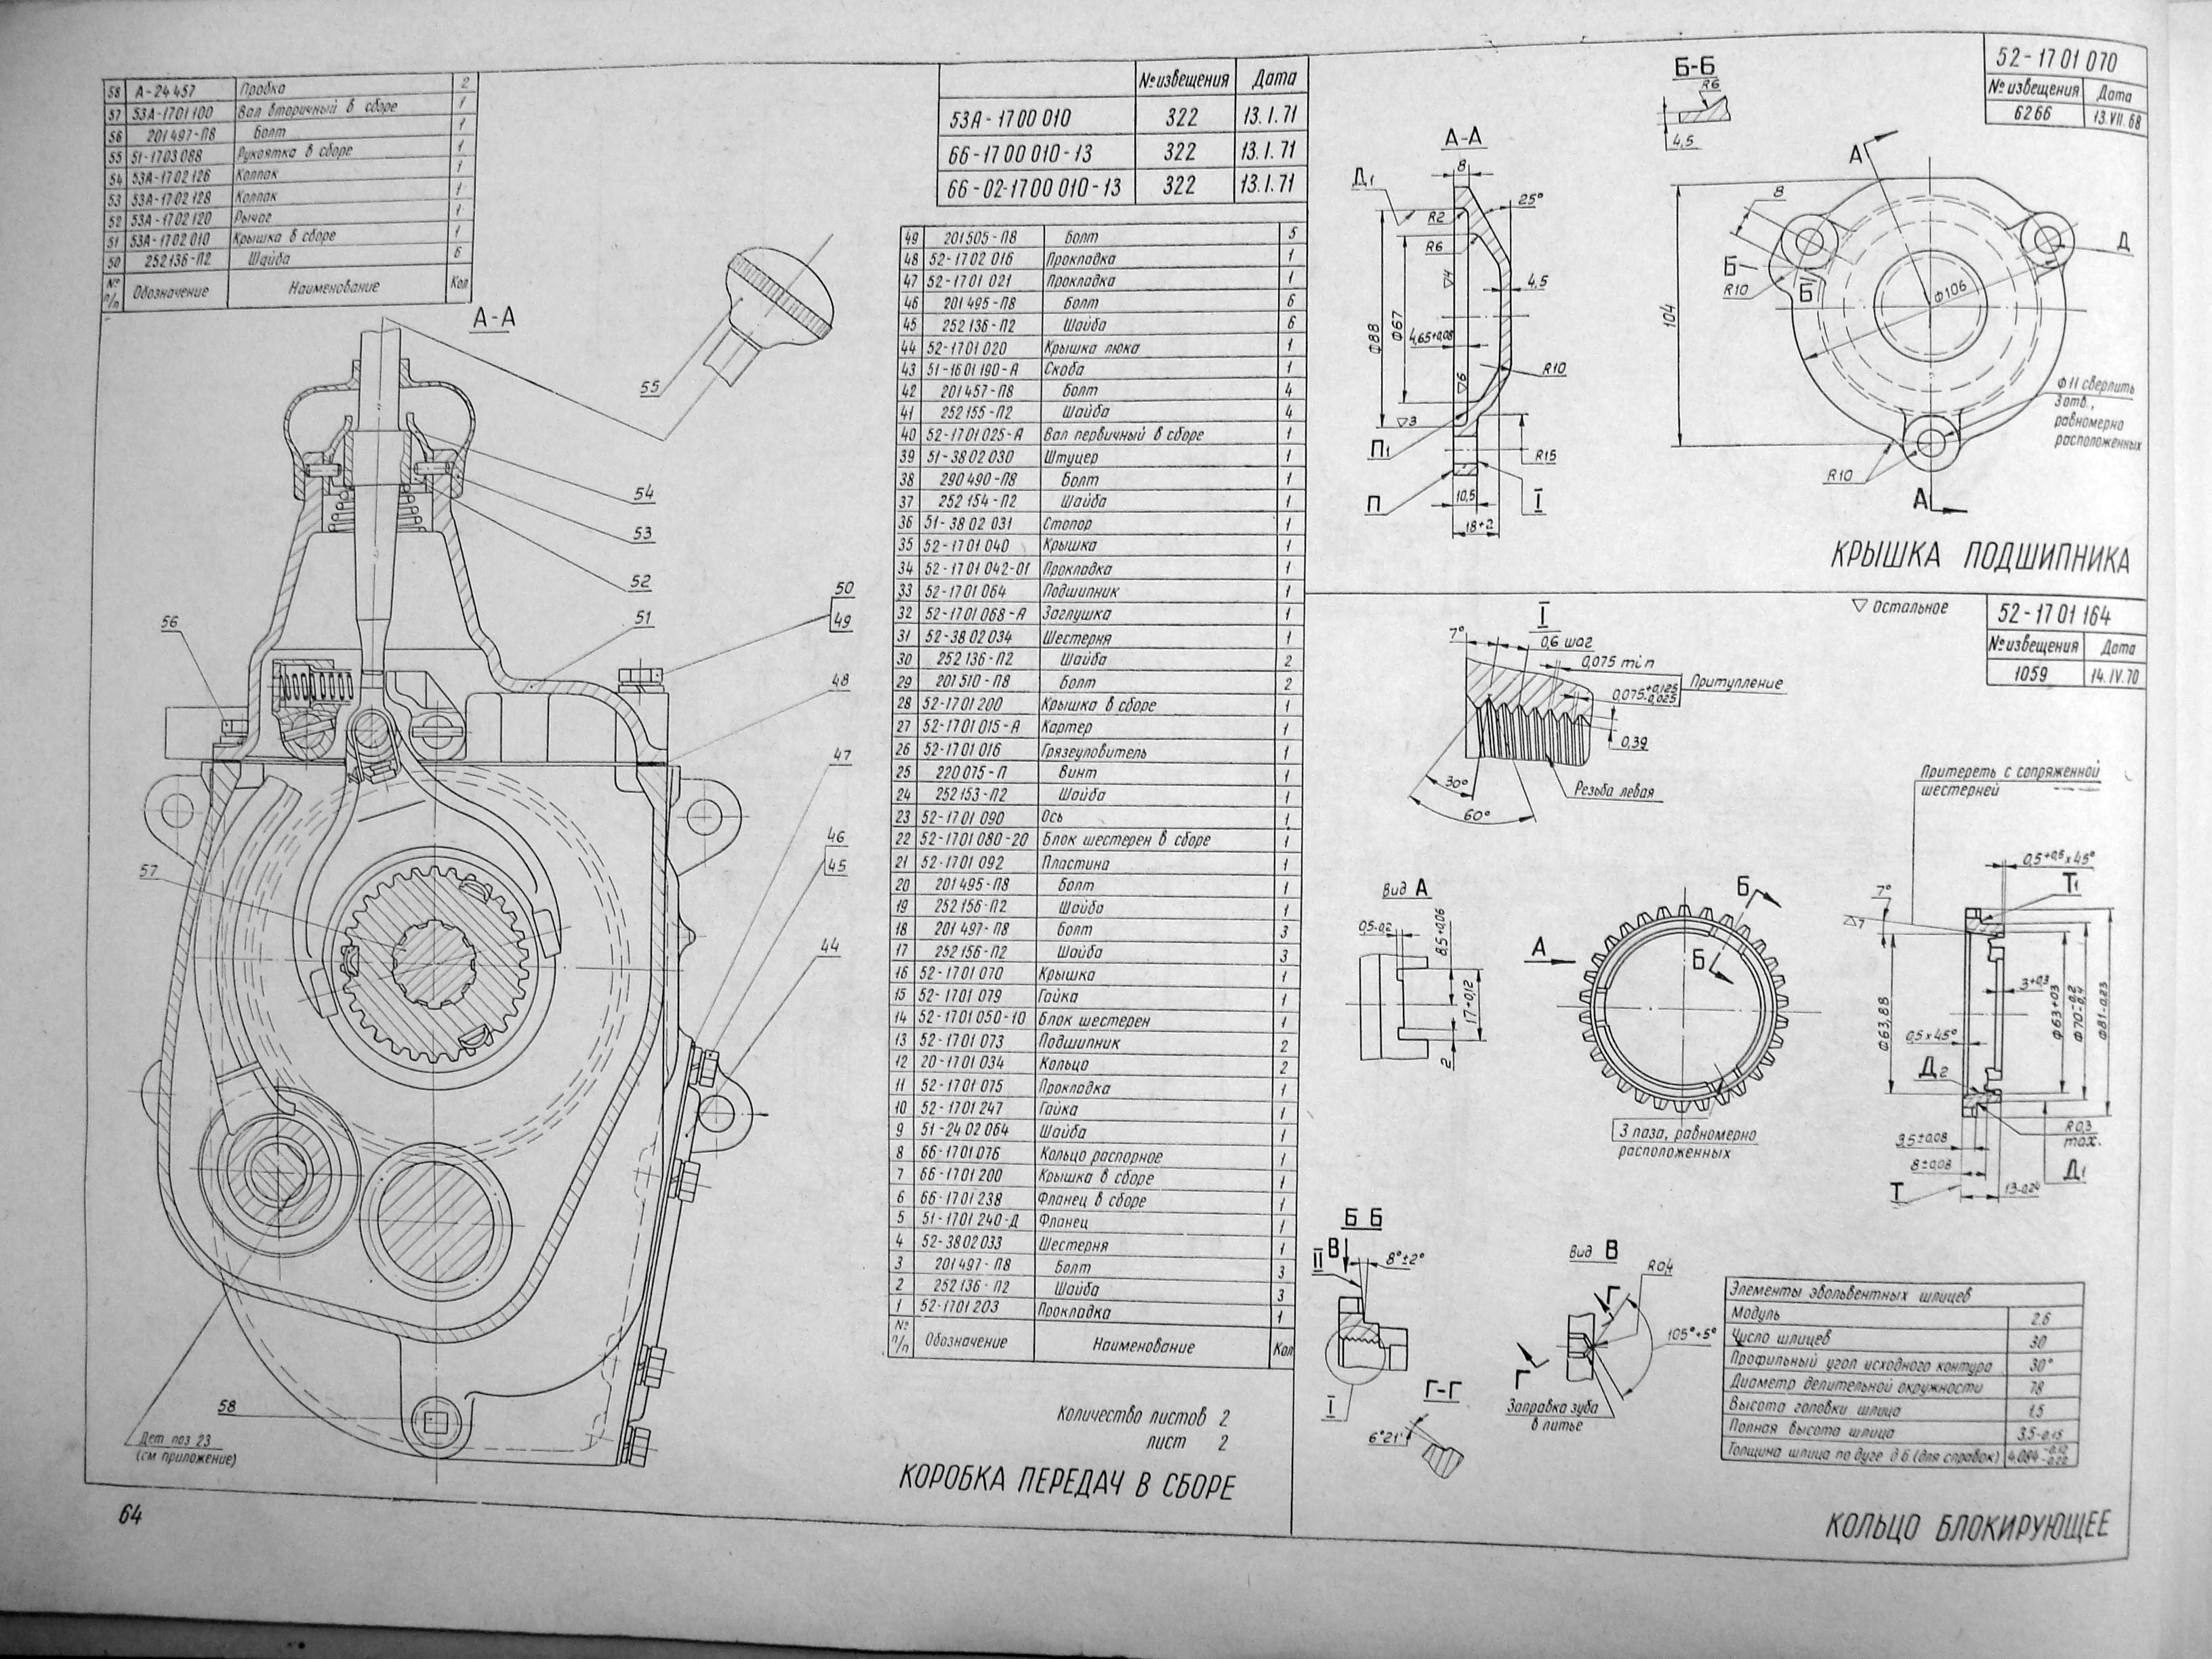 58 А-24457 Пробка 2
57 53А-1701100 Вал вторичный в сборе 1
56 201497-П8 Болт 1
55 51-1703088 Рукоятка в сборе 1
54 53А-1702126 Колпак 1
53 53А-1702128 Колпак 1
52 53А-1702120 Рычаг 1
51 53А-1702010 Крышка в сборе 1
50 252136-П2 Шайба 6
№ п/п Обозначение Наименование Кол
А-А
55
54
53
52
51
50
49
48
47
46
45
44
56
57
58
Дет поз 23
(см приложение)
64
№ извещения Дата
53А-1700010 322 13.I.71
66-1700010-13 322 13.I.71
66-02-1700010-13 322 13.I.71
49 201505-П8 Болт 5
48 52-1702016 Прокладка 1
47 52-1701021 Прокладка 1
46 201495-П8 Болт 6
45 252136-П2 Шайба 6
44 52-1701020 Крышка люка 1
43 51-1601190-А Скоба 1
42 201457-П8 Болт 4
41 252155-П2 Шайба 4
40 52-1701025-А Вал первичный в сборе 1
39 51-3802030 Штуцер 1
38 290490-П8 Болт 1
37 252154-П2 Шайба 1
36 51-3802031 Стопор 1
35 52-1701040 Крышка 1
34 52-1701042-01 Прокладка 1
33 52-1701064 Подшипник 1
32 52-1701068-А Заглушка 1
31 52-3802034 Шестерня 1
30 252136-П2 Шайба 2
29 201510-П8 Болт 2
28 52-1701200 Крышка в сборе 1
27 52-1701015-А Картер 1
26 52-1701016 Грязеуловитель 1
25 220075-П Винт 1
24 252153-П2 Шайба 1
23 52-1701090 Ось 1
22 52-1701080-20 Блок шестерен в сборе 1
21 52-1701092 Пластина 1
20 201495-П8 Болт 1
19 252156-П2 Шайба 1
18 201497-П8 Болт 3
17 252156-П2 Шайба 3
16 52-1701070 Крышка 1
15 52-1701079 Гайка 1
14 52-1701050-10 Блок шестерен 1
13 52-1701073 Подшипник 2
12 20-1701034 Кольцо 2
11 52-1701075 Прокладка 1
10 52-1701247 Гайка 1
9 51-2402064 Шайба 1
8 66-1701076 Кольцо распорное 1
7 66-1701200 Крышка в сборе 1
6 66-1701238 Фланец в сборе 1
5 51-1701240-Д Фланец 1
4 52-3802033 Шестерня 1
3 201497-П8 Болт 3
2 252136-П2 Шайба 3
1 52-1701203 Прокладка 1
№ п/п Обозначение Наименование Кол
Количество листов 2
лист 2
КОРОБКА ПЕРЕДАЧ В СБОРЕ
52-1701070
№ извещения Дата
6266 13.VII.68
Б-Б
R6
4,5
А-А
8
Д1
R2
R6
25°
▽4
4,5
Ф88
Ф67
4,65+0,08
▽6
R10
▽3
П1
R15
П
10,5
I
18+2
А
8
Д
Б
R10
Б
Ф106
104
Ф11 сверлить
3 отв.,
равномерно
расположенных
R10
А
КРЫШКА ПОДШИПНИКА
▽ Остальное
52-1701164
№ извещения Дата
1059 14.IV.70
I
7°
0,6 шаг
0,075 min
Притупление
0,075+0,125-0,025
0,39
30°
60°
Резьба левая
Притереть с сопряженной
шестерней
Вид А
0,5-0,2
8,5+0,06
17+0,12
2
А
Б
Б
3 паза, равномерно
расположенных
0,5+0,5x45°
Т1
7°
▽7
3+0,3
Ф63,88
Ф63+03
Ф70-0,2-0,4
Ф81-0,23
0,5x45°
Д2
R0,3
max.
3,5±0,08
8±0,08
Д1
Т
13-0,24
Б Б
II
В
8°±2°
I
Г-Г
6°21'
Вид В
R0,4
Г
105°+5°
Г
Заправка зуба
в литье
Элементы эвольвентных шлицев
Модуль 2.6
Число шлицев 30
Профильный угол исходного контура 30°
Диаметр делительной окружности 78
Высота головки шлица 1,5
Полная высота шлица 3.5-0.15
Толщина шлица по дуге д.б (для справок) 4,084
КОЛЬЦО БЛОКИРУЮЩЕЕ